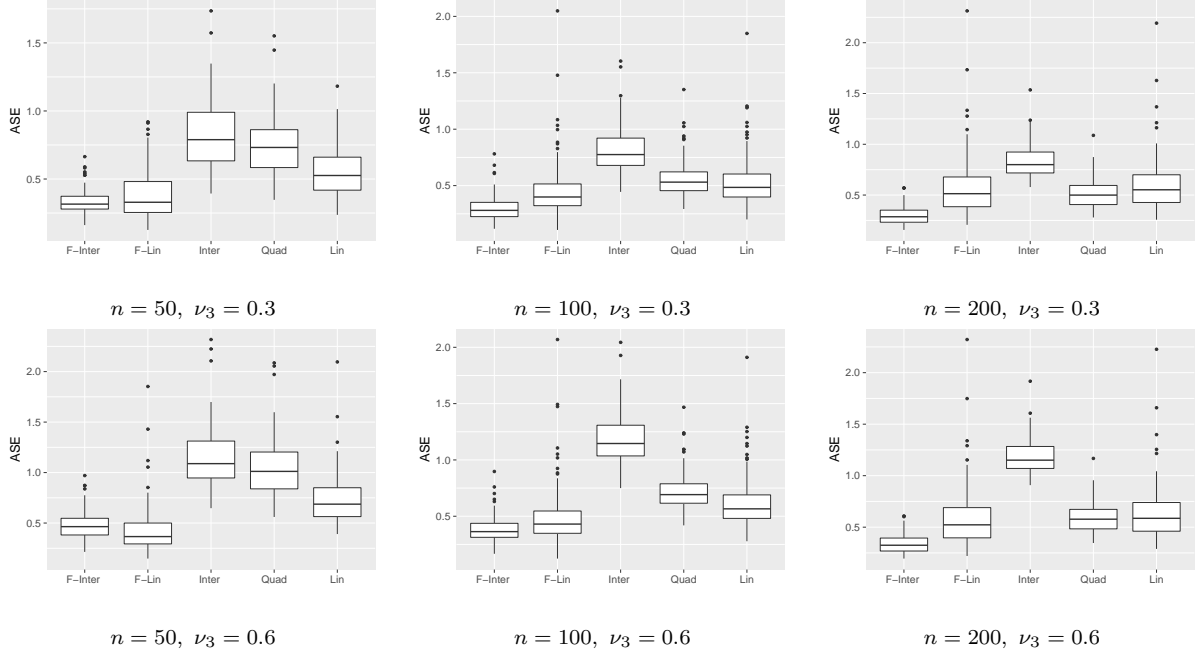 ASE
1.5
1.0
0.5
F−Inter F−Lin Inter Quad Lin
ASE
2.0
1.5
1.0
0.5
F−Inter F−Lin Inter Quad Lin
ASE
2.0
1.5
1.0
0.5
F−Inter F−Lin Inter Quad Lin
n = 50, ν₃ = 0.3
n = 100, ν₃ = 0.3
n = 200, ν₃ = 0.3
ASE
2.0
1.5
1.0
0.5
F−Inter F−Lin Inter Quad Lin
ASE
2.0
1.5
1.0
0.5
F−Inter F−Lin Inter Quad Lin
ASE
2.0
1.5
1.0
0.5
F−Inter F−Lin Inter Quad Lin
n = 50, ν₃ = 0.6
n = 100, ν₃ = 0.6
n = 200, ν₃ = 0.6